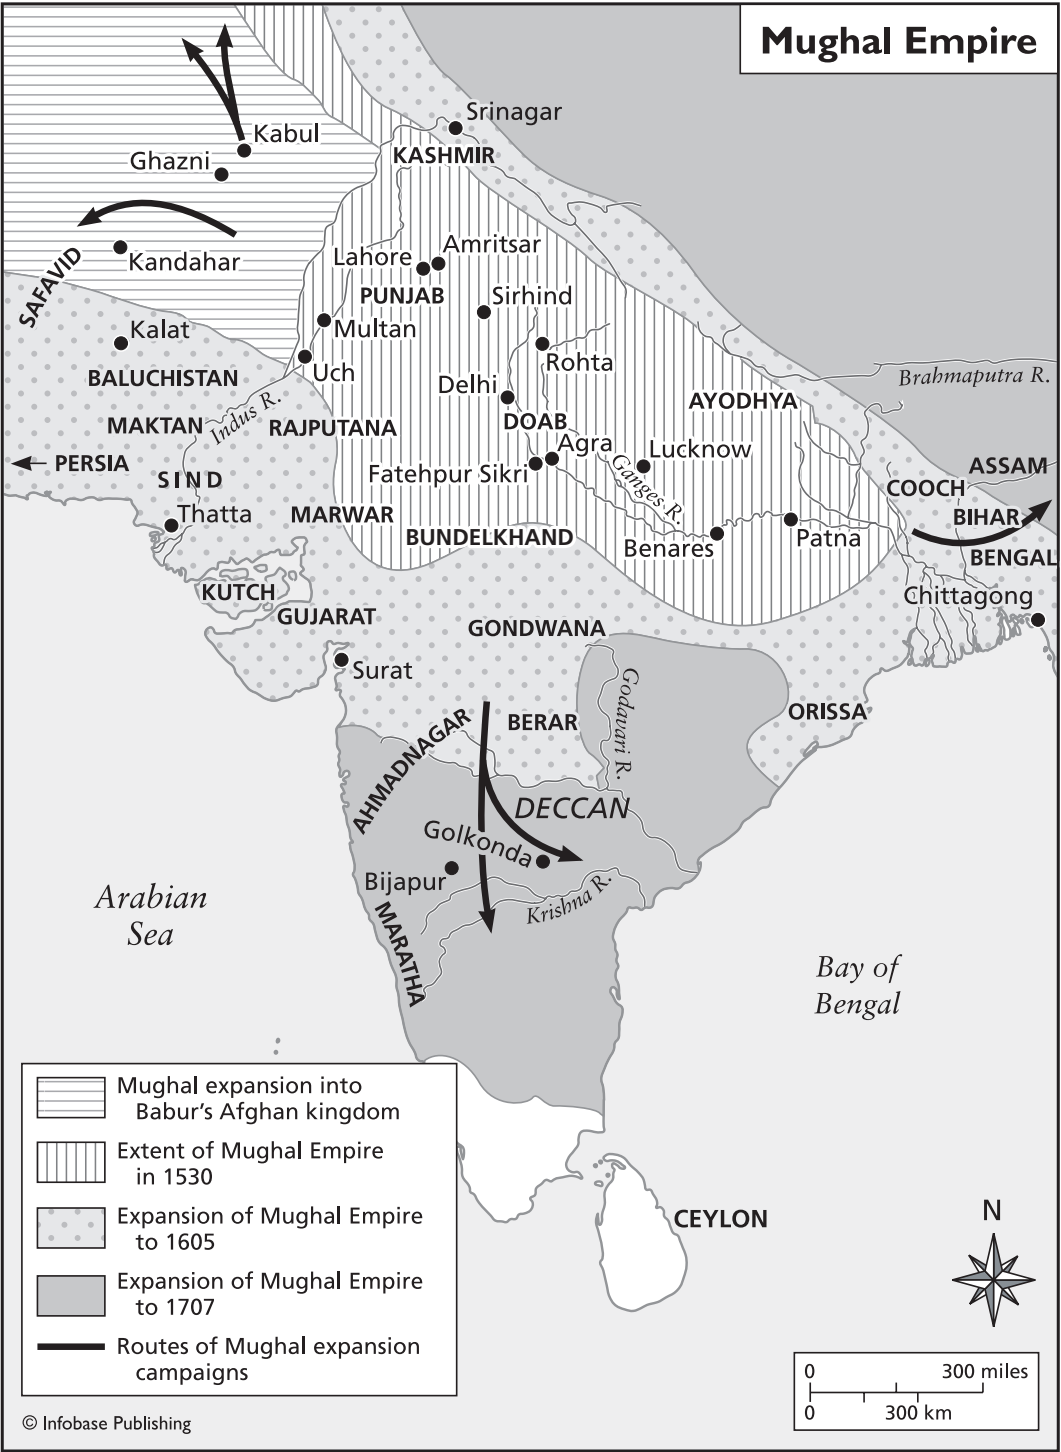 Mughal Empire
Srinagar
Kabul
KASHMIR
Ghazni
Amritsar
Lahore
Kandahar
SAFAVID
PUNJAB
Sirhind
Kalat
Multan
Rohta
Uch
BALUCHISTAN
Brahmaputra R.
Delhi
AYODHYA
Indus R.
MAKTAN
RAJPUTANA
DOAB
Agra
Lucknow
PERSIA
ASSAM
Fatehpur Sikri
Ganges R.
SIND
COOCH
Thatta
MARWAR
BIHAR
BUNDELKHAND
Benares
Patna
BENGAL
KUTCH
Chittagong
GUJARAT
GONDWANA
Surat
Godavari R.
ORISSA
BERAR
AHMADNAGAR
DECCAN
Golkonda
Bijapur
Krishna R.
Arabian
Sea
MARATHA
Bay of
Bengal
Mughal expansion into
Babur's Afghan kingdom
Extent of Mughal Empire
in 1530
Expansion of Mughal Empire
to 1605
Expansion of Mughal Empire
to 1707
Routes of Mughal expansion
campaigns
CEYLON
N
0 300 miles
0 300 km
© Infobase Publishing